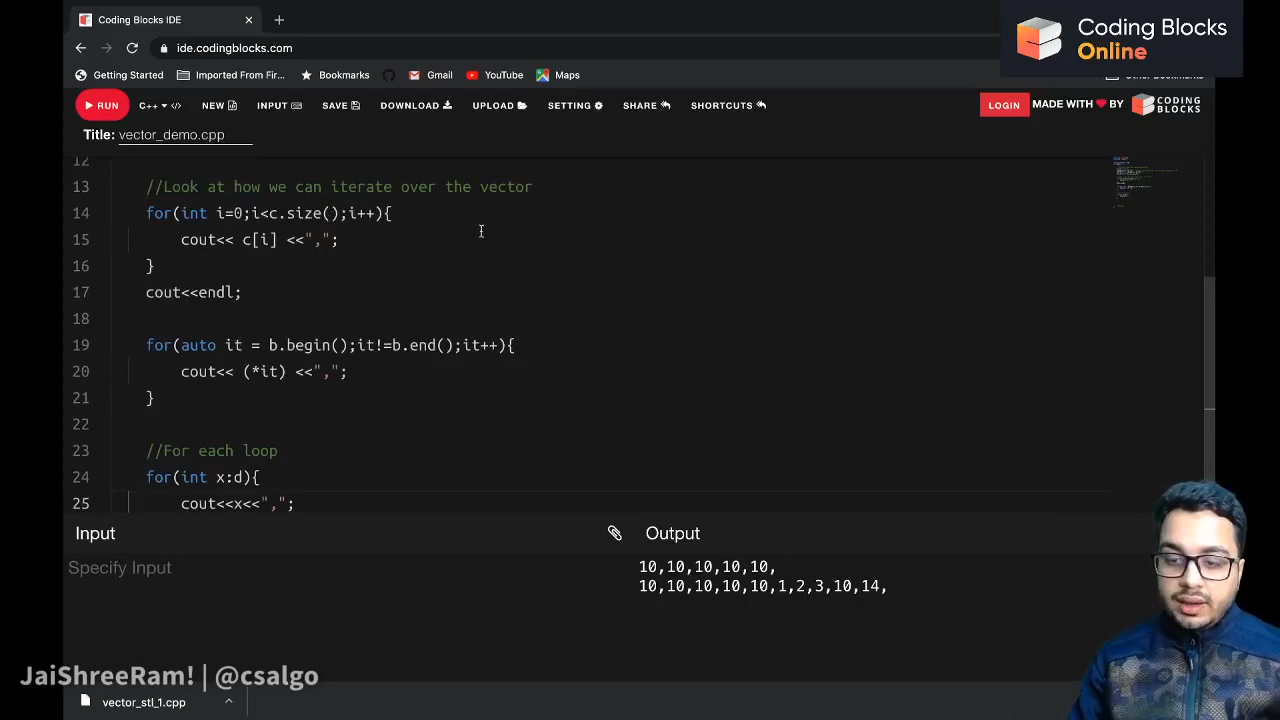 Coding Blocks IDE
Coding Blocks
Online
ide.codingblocks.com
Getting Started
Imported From Fir...
Bookmarks
Gmail
YouTube
Maps
RUN
C++
NEW
INPUT
SAVE
DOWNLOAD
UPLOAD
SETTING
SHARE
SHORTCUTS
LOGIN
MADE WITH
BY
CODING
BLOCKS
Title: vector_demo.cpp
12
13 //Look at how we can iterate over the vector
14 for(int i=0;i<c.size();i++){
15 cout<< c[i] <<",";
16 }
17 cout<<endl;
18
19 for(auto it = b.begin();it!=b.end();it++){
20 cout<< (*it) <<",";
21 }
22
23 //For each loop
24 for(int x:d){
25 cout<<x<<",";
Input
Output
Specify Input
10,10,10,10,10,
10,10,10,10,10,1,2,3,10,14,
JaiShreeRam! | @csalgo
vector_stl_1.cpp